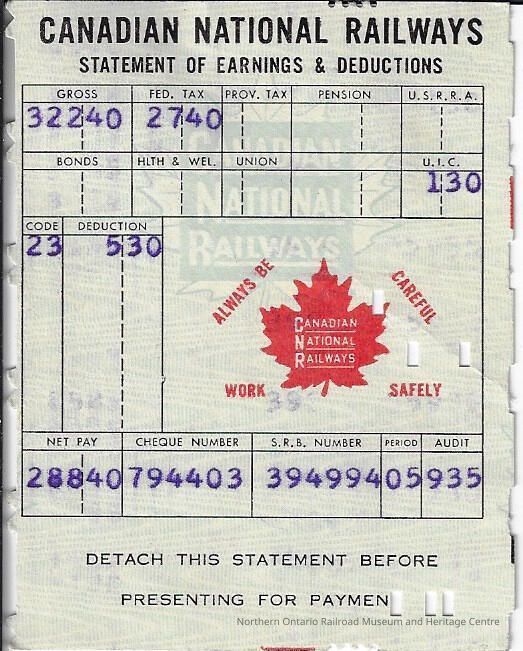 CANADIAN NATIONAL RAILWAYS
STATEMENT OF EARNINGS & DEDUCTIONS
GROSS FED. TAX PROV. TAX PENSION U.S.R.R.A.
32240 2740
BONDS HLTH & WEL. UNION U.I.C.
130
CODE DEDUCTION
23 530
CANADIAN
NATIONAL
RAILWAYS
ALWAYS BE CAREFUL
CANADIAN
NATIONAL
RAILWAYS
WORK SAFELY
NET PAY CHEQUE NUMBER S.R.B. NUMBER PERIOD AUDIT
28840 794403 394994 05 935
DETACH THIS STATEMENT BEFORE
PRESENTING FOR PAYMEN
Northern Ontario Railroad Museum and Heritage Centre